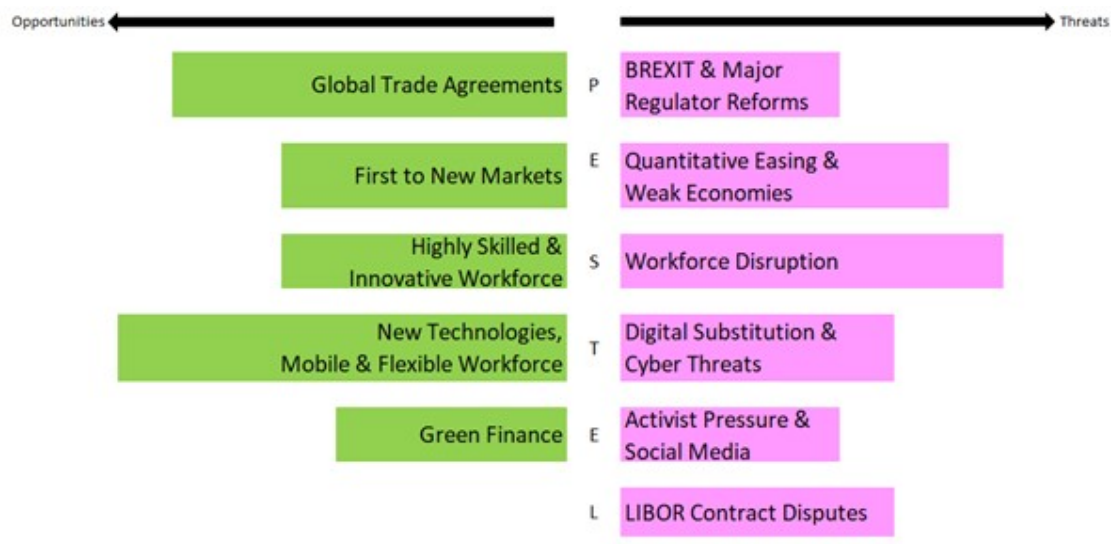 Opportunities
Threats
Global Trade Agreements
P
BREXIT & Major
Regulator Reforms
First to New Markets
E
Quantitative Easing &
Weak Economies
Highly Skilled &
Innovative Workforce
S
Workforce Disruption
New Technologies,
Mobile & Flexible Workforce
T
Digital Substitution &
Cyber Threats
Green Finance
E
Activist Pressure &
Social Media
L
LIBOR Contract Disputes